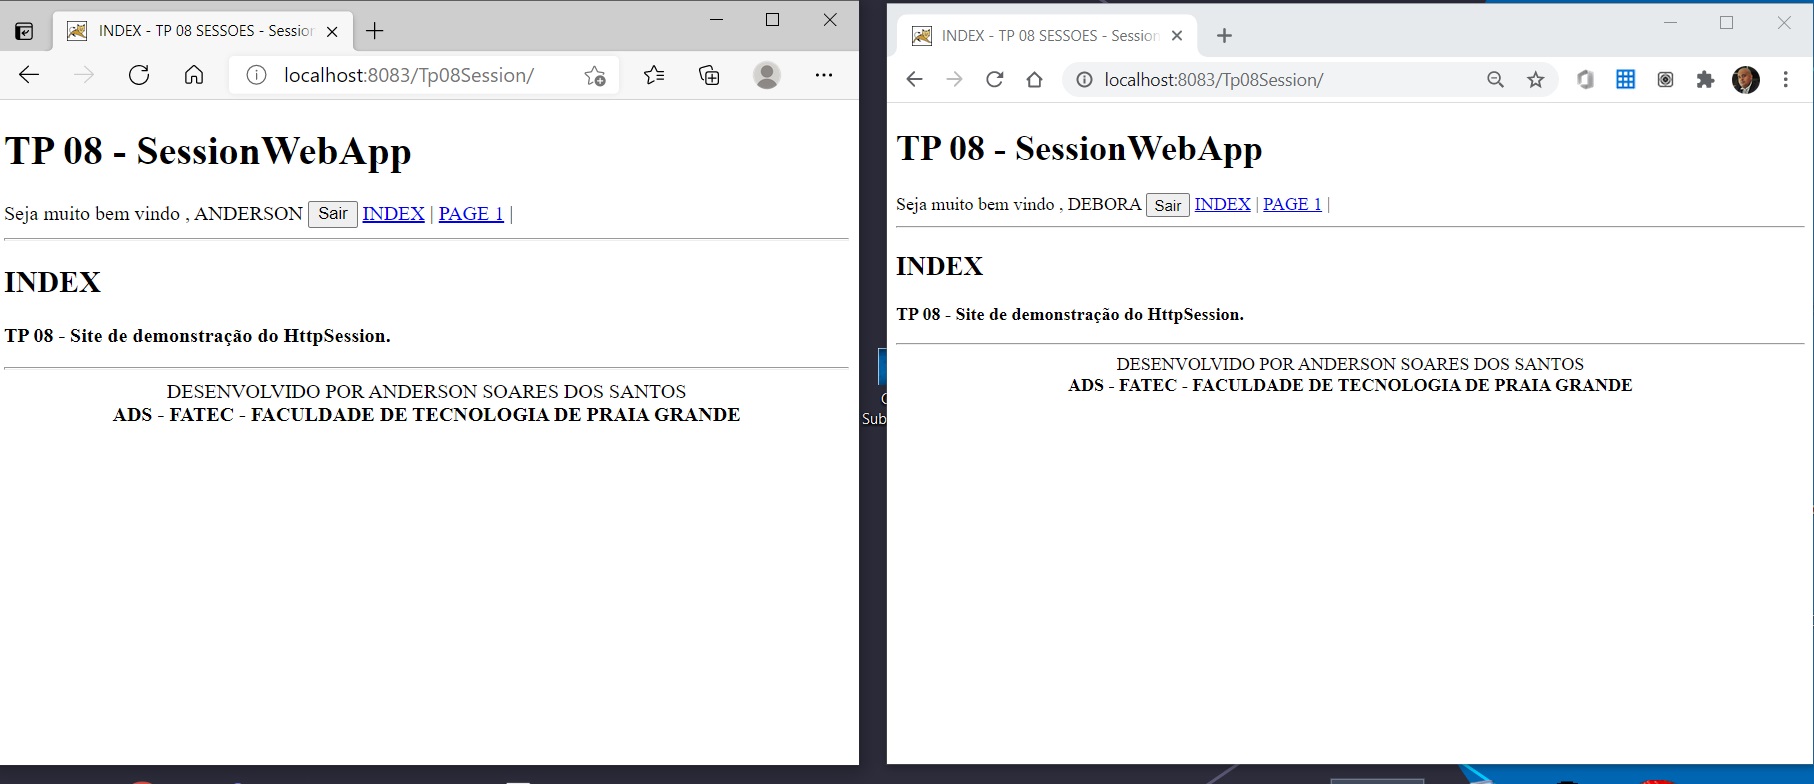 INDEX - TP 08 SESSOES - Session
localhost:8083/Tp08Session/
TP 08 - SessionWebApp
Seja muito bem vindo , ANDERSON Sair INDEX | PAGE 1 |
INDEX
TP 08 - Site de demonstração do HttpSession.
DESENVOLVIDO POR ANDERSON SOARES DOS SANTOS
ADS - FATEC - FACULDADE DE TECNOLOGIA DE PRAIA GRANDE
INDEX - TP 08 SESSOES - Session
localhost:8083/Tp08Session/
TP 08 - SessionWebApp
Seja muito bem vindo , DEBORA Sair INDEX | PAGE 1 |
INDEX
TP 08 - Site de demonstração do HttpSession.
DESENVOLVIDO POR ANDERSON SOARES DOS SANTOS
ADS - FATEC - FACULDADE DE TECNOLOGIA DE PRAIA GRANDE
Sub